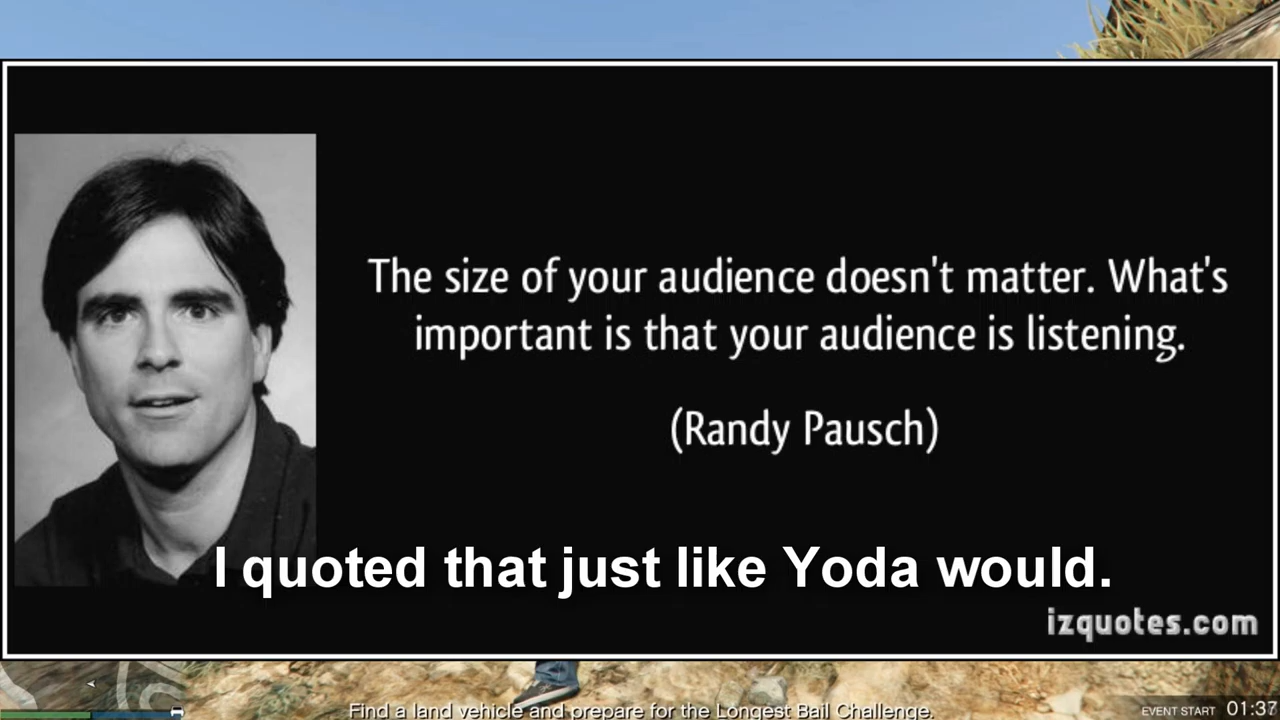 The size of your audience doesn't matter. What's
important is that your audience is listening.
(Randy Pausch)
I quoted that just like Yoda would.
izquotes.com
Find a land vehicle and prepare for the Longest Bail Challenge.
EVENT START 01:37